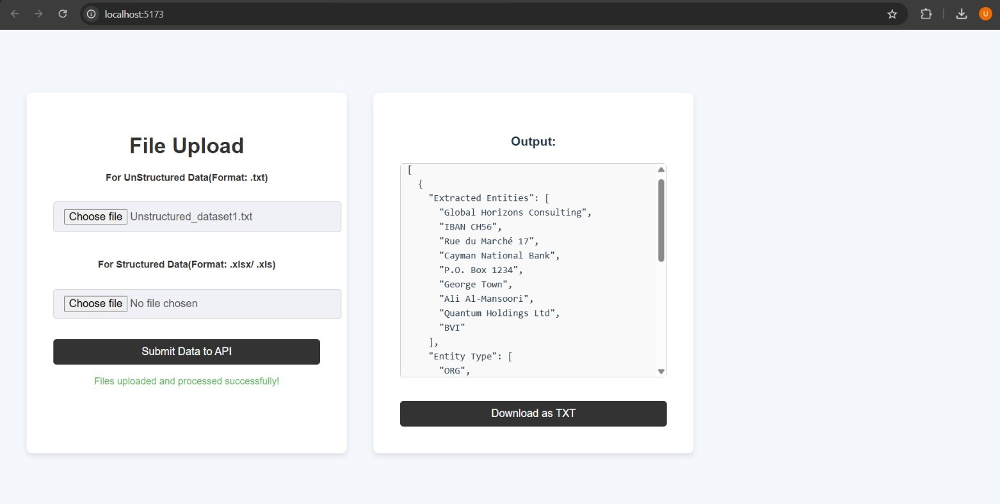 localhost:5173
U
File Upload
For UnStructured Data(Format: .txt)
Choose file Unstructured_dataset1.txt
For Structured Data(Format: .xlsx/ .xls)
Choose file No file chosen
Submit Data to API
Files uploaded and processed successfully!
Output:
[
{
"Extracted Entities": [
"Global Horizons Consulting",
"IBAN CH56",
"Rue du Marché 17",
"Cayman National Bank",
"P.O. Box 1234",
"George Town",
"Ali Al-Mansoori",
"Quantum Holdings Ltd",
"BVI"
],
"Entity Type": [
"ORG",
Download as TXT